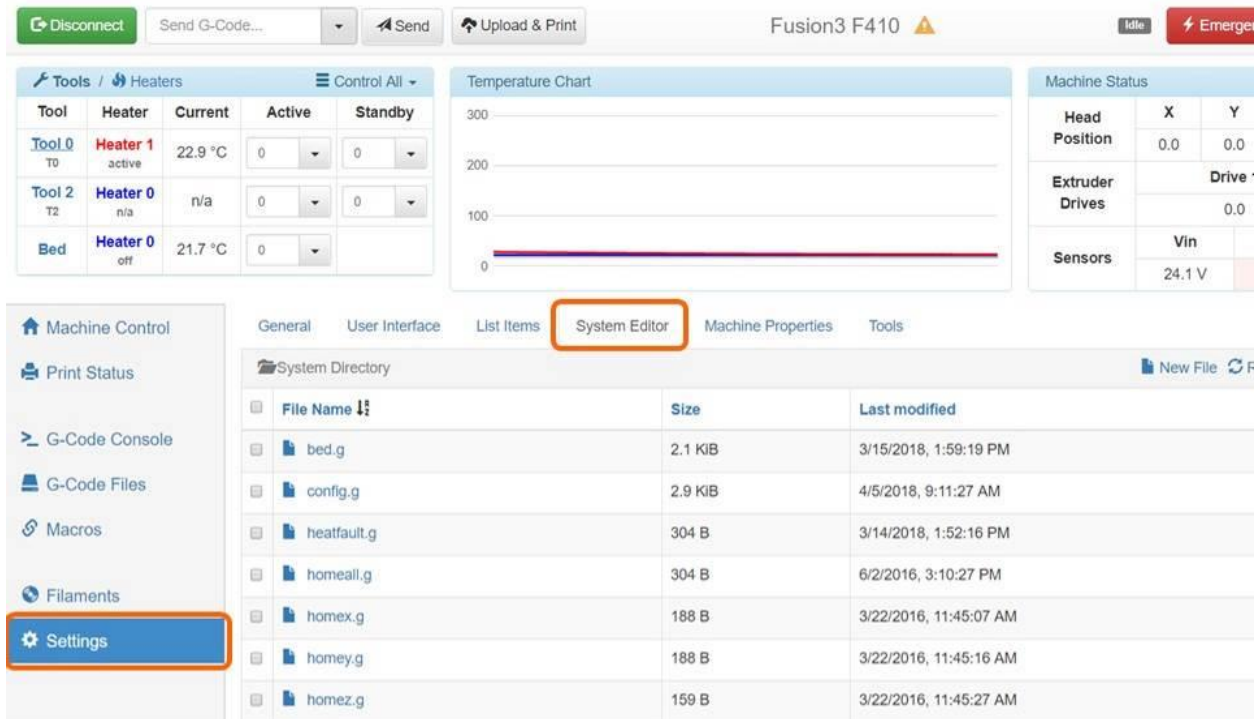 Disconnect Send G-Code... Send Upload & Print Fusion3 F410 Idle Emergen
Tools / Heaters Control All
Tool Heater Current Active Standby
Tool 0 Heater 1 22.9 °C 0 0
T0 active
Tool 2 Heater 0 n/a 0 0
T2 n/a
Bed Heater 0 21.7 °C 0
off
Temperature Chart
300
200
100
0
Machine Status
Head Position X Y
0.0 0.0
Extruder Drives Drive
0.0
Sensors Vin
24.1 V
Machine Control
Print Status
G-Code Console
G-Code Files
Macros
Filaments
Settings
General User Interface List Items System Editor Machine Properties Tools
System Directory New File R
File Name Size Last modified
bed.g 2.1 KiB 3/15/2018, 1:59:19 PM
config.g 2.9 KiB 4/5/2018, 9:11:27 AM
heatfault.g 304 B 3/14/2018, 1:52:16 PM
homeall.g 304 B 6/2/2016, 3:10:27 PM
homex.g 188 B 3/22/2016, 11:45:07 AM
homey.g 188 B 3/22/2016, 11:45:16 AM
homez.g 159 B 3/22/2016, 11:45:27 AM